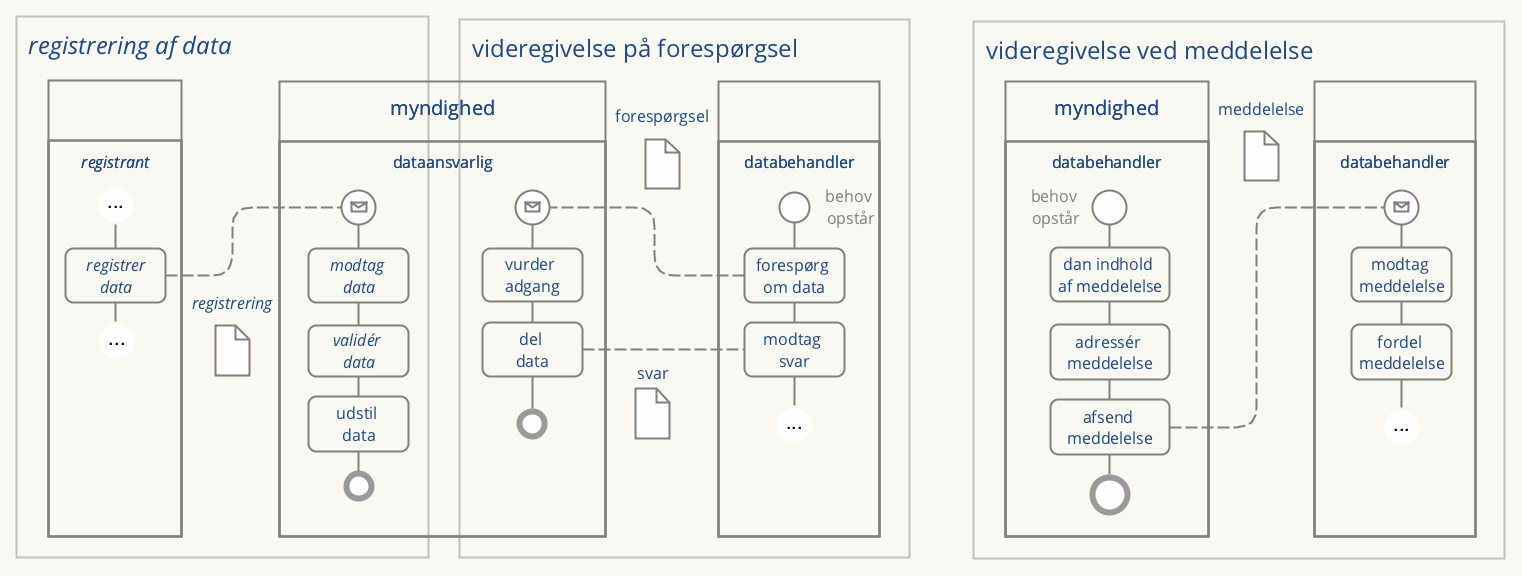 registrering af data
videregivelse på forespørgsel
videregivelse ved meddelelse
myndighed
registrant
dataansvarlig
...
registrer
data
...
registrering
modtag
data
validér
data
udstil
data
vurder
adgang
del
data
forespørgsel
svar
databehandler
behov
opstår
forespørg
om data
modtag
svar
...
myndighed
databehandler
behov
opstår
dan indhold
af meddelelse
adressér
meddelelse
afsend
meddelelse
meddelelse
databehandler
modtag
meddelelse
fordel
meddelelse
...